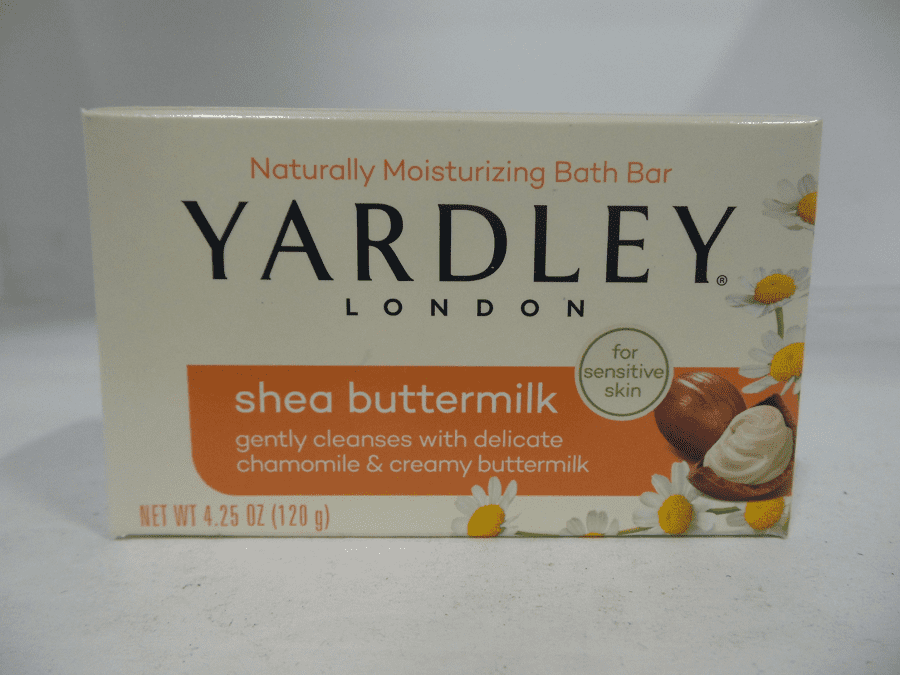 Naturally Moisturizing Bath Bar
YARDLEY®
LONDON
for
sensitive
skin
shea buttermilk
gently cleanses with delicate
chamomile & creamy buttermilk
NET WT 4.25 OZ (120 g)